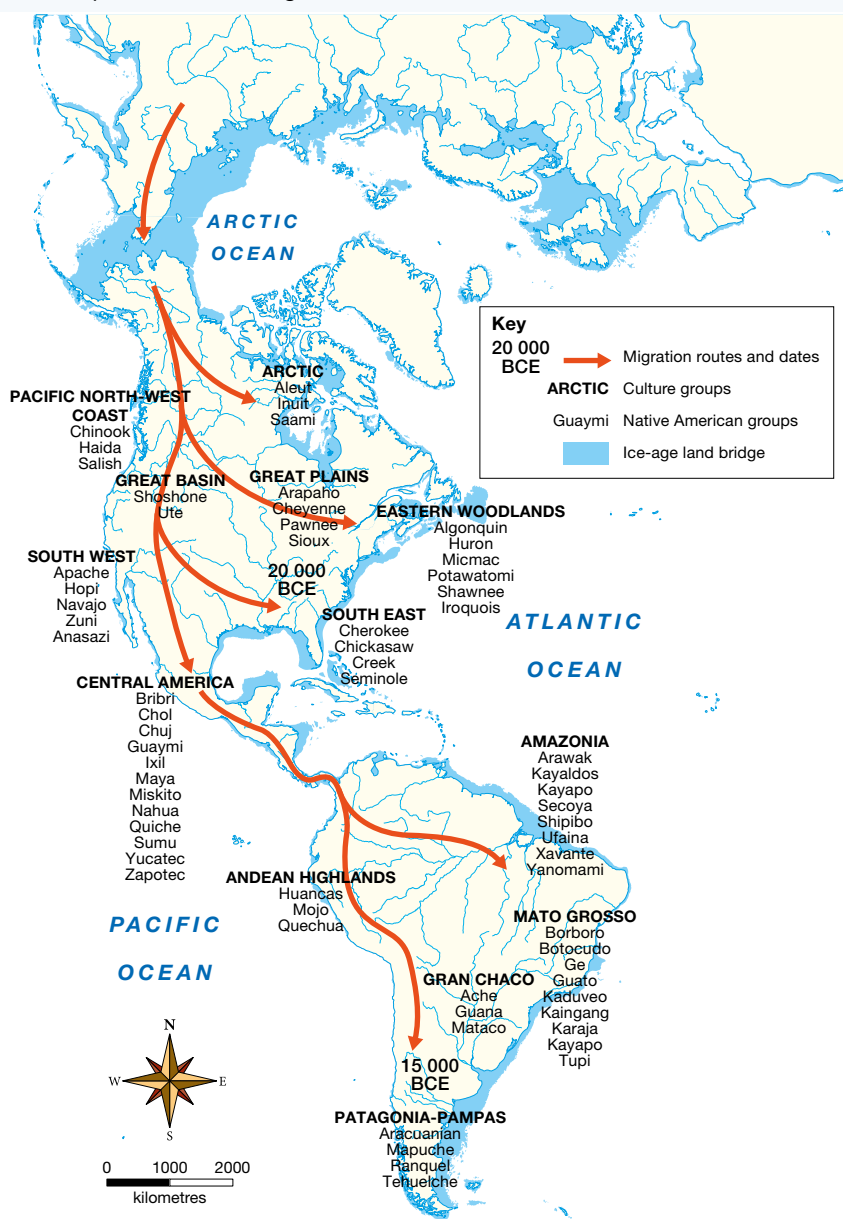 ARCTIC
OCEAN
Key
20 000
BCE
Migration routes and dates
ARCTIC Culture groups
Guaymi Native American groups
Ice-age land bridge
ARCTIC
Aleut
Inuit
Saami
PACIFIC NORTH-WEST
COAST
Chinook
Haida
Salish
GREAT BASIN
Shoshone
Ute
GREAT PLAINS
Arapaho
Cheyenne
Pawnee
Sioux
EASTERN WOODLANDS
Algonquin
Huron
Micmac
Potawatomi
Shawnee
Iroquois
SOUTH WEST
Apache
Hopi
Navajo
Zuni
Anasazi
20 000
BCE
SOUTH EAST
Cherokee
Chickasaw
Creek
Seminole
ATLANTIC
OCEAN
CENTRAL AMERICA
Bribri
Chol
Chuj
Guaymi
Ixil
Maya
Miskito
Nahua
Quiche
Sumu
Yucatec
Zapotec
AMAZONIA
Arawak
Kayaldos
Kayapo
Secoya
Shipibo
Ufaina
Xavante
Yanomami
ANDEAN HIGHLANDS
Huancas
Mojo
Quechua
PACIFIC
OCEAN
MATO GROSSO
Borboro
Botocudo
Ge
Guato
Kaduveo
Kaingang
Karaja
Kayapo
Tupi
GRAN CHACO
Ache
Guana
Mataco
15 000
BCE
PATAGONIA-PAMPAS
Aracuanian
Mapuche
Ranquel
Tehuelche
N
W E
S
0 1000 2000
kilometres